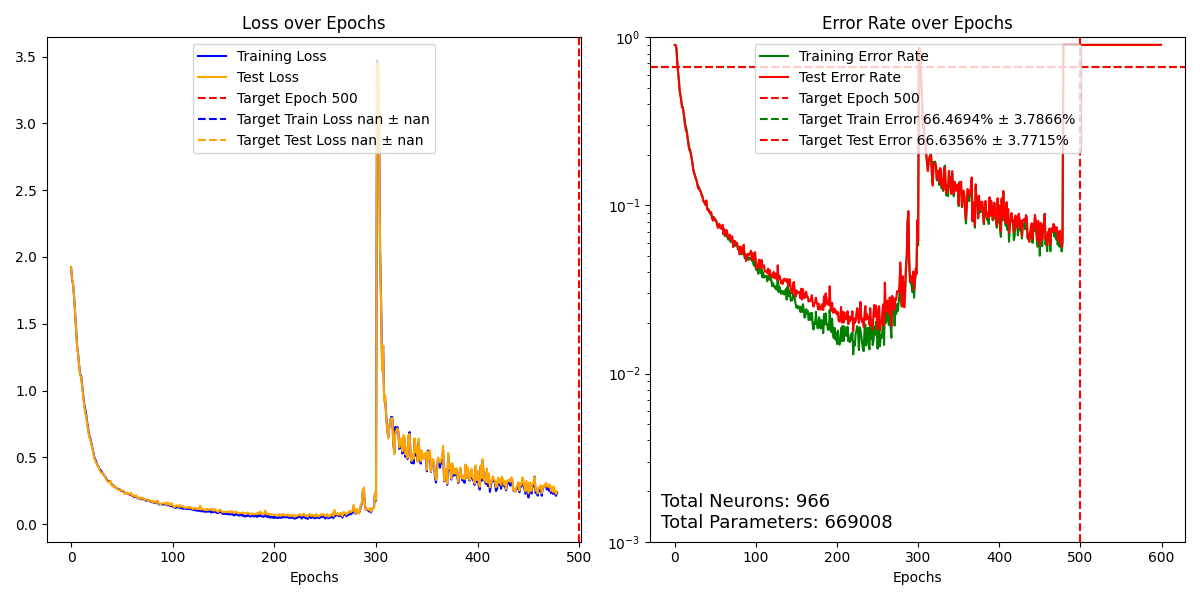 Loss over Epochs
3.5
3.0
2.5
2.0
1.5
1.0
0.5
0.0
Training Loss
Test Loss
Target Epoch 500
Target Train Loss nan ± nan
Target Test Loss nan ± nan
0
100
200
300
400
500
Epochs
Error Rate over Epochs
10⁰
10⁻¹
10⁻²
10⁻³
Training Error Rate
Test Error Rate
Target Epoch 500
Target Train Error 66.4694% ± 3.7866%
Target Test Error 66.6356% ± 3.7715%
Total Neurons: 966
Total Parameters: 669008
0
100
200
300
400
500
600
Epochs